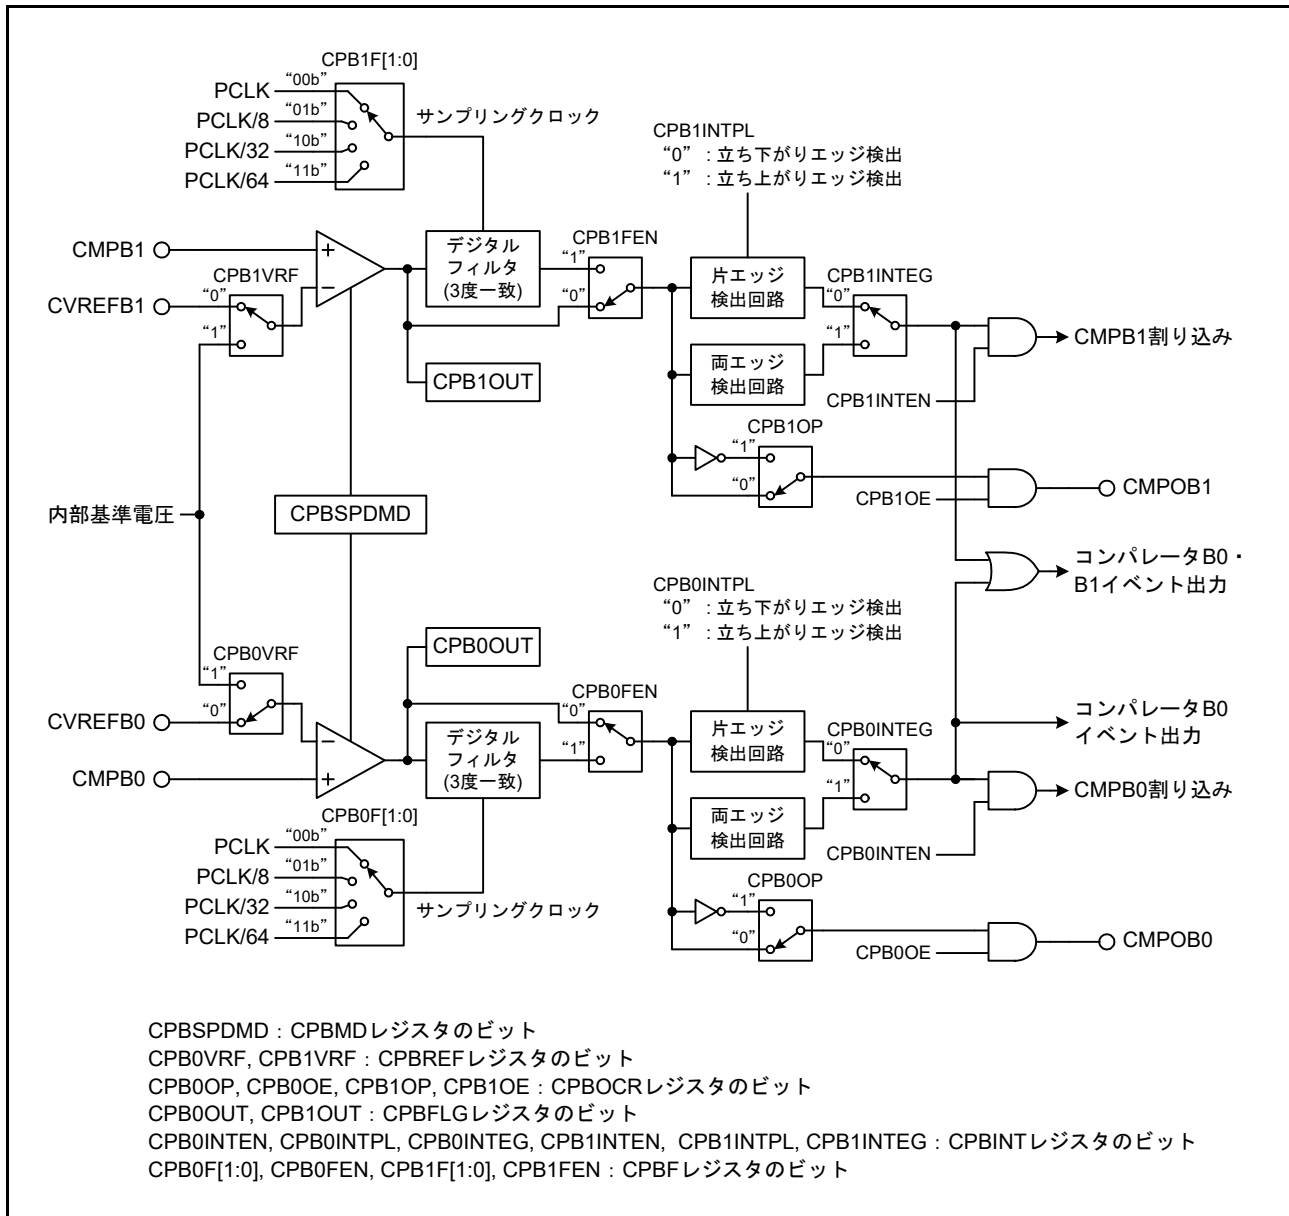 CPB1F[1:0]
PCLK
“00b”
PCLK/8
“01b”
PCLK/32
“10b”
PCLK/64
“11b”
サンプリングクロック
CPB1INTPL
“0”：立ち下がりエッジ検出
“1”：立ち上がりエッジ検出
CMPB1
CPB1VRF
CVREFB1
“0”
“1”
+
−
デジタル
フィルタ
(3度一致)
CPB1FEN
“1”
“0”
片エッジ
検出回路
CPB1INTEG
“0”
“1”
両エッジ
検出回路
CMPB1割り込み
CPB1INTEN
CPB1OUT
CPB1OP
“1”
“0”
CPB1OE
CMPOB1
内部基準電圧
CPBSPDMD
コンパレータB0・
B1イベント出力
CPB0INTPL
“0”：立ち下がりエッジ検出
“1”：立ち上がりエッジ検出
CPB0OUT
CPB0VRF
“1”
“0”
CVREFB0
CMPB0
−
+
デジタル
フィルタ
(3度一致)
CPB0FEN
“0”
“1”
片エッジ
検出回路
CPB0INTEG
“0”
“1”
両エッジ
検出回路
コンパレータB0
イベント出力
CMPB0割り込み
CPB0INTEN
CPB0F[1:0]
PCLK
“00b”
PCLK/8
“01b”
PCLK/32
“10b”
PCLK/64
“11b”
サンプリングクロック
CPB0OP
“1”
“0”
CPB0OE
CMPOB0
CPBSPDMD：CPBMDレジスタのビット
CPB0VRF, CPB1VRF：CPBREFレジスタのビット
CPB0OP, CPB0OE, CPB1OP, CPB1OE：CPBOCRレジスタのビット
CPB0OUT, CPB1OUT：CPBFLGレジスタのビット
CPB0INTEN, CPB0INTPL, CPB0INTEG, CPB1INTEN, CPB1INTPL, CPB1INTEG：CPBINTレジスタのビット
CPB0F[1:0], CPB0FEN, CPB1F[1:0], CPB1FEN：CPBFレジスタのビット